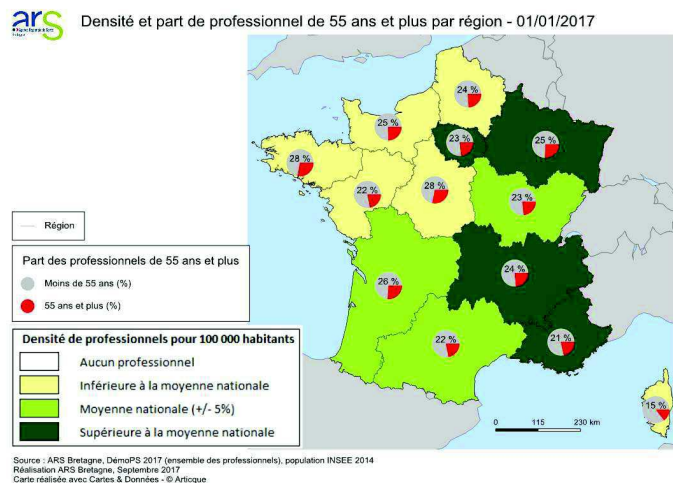 ars
Densité et part de professionnel de 55 ans et plus par région - 01/01/2017
24 %
25 %
23 %
25 %
28 %
22 %
28 %
23 %
24 %
26 %
22 %
21 %
15 %
Région
Part des professionnels de 55 ans et plus
Moins de 55 ans (%)
55 ans et plus (%)
Densité de professionnels pour 100 000 habitants
Aucun professionnel
Inférieure à la moyenne nationale
Moyenne nationale (+/- 5%)
Supérieure à la moyenne nationale
0 115 230 km
Source : ARS Bretagne, DémoPS 2017 (ensemble des professionnels), population INSEE 2014
Réalisation ARS Bretagne, Septembre 2017
Carte réalisée avec Cartes & Données - © Articque